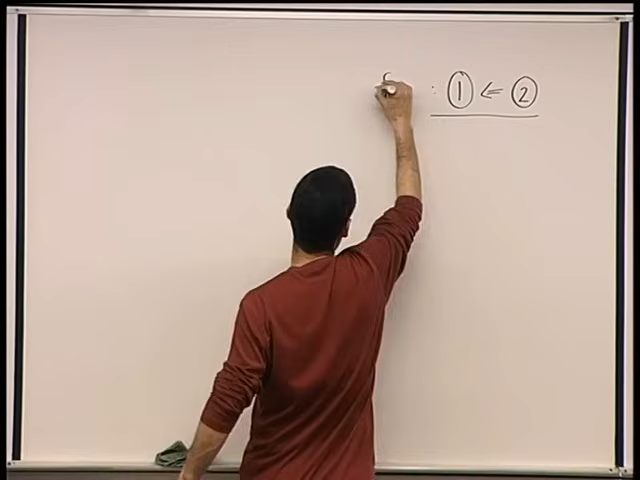 : ① ⇐ ②